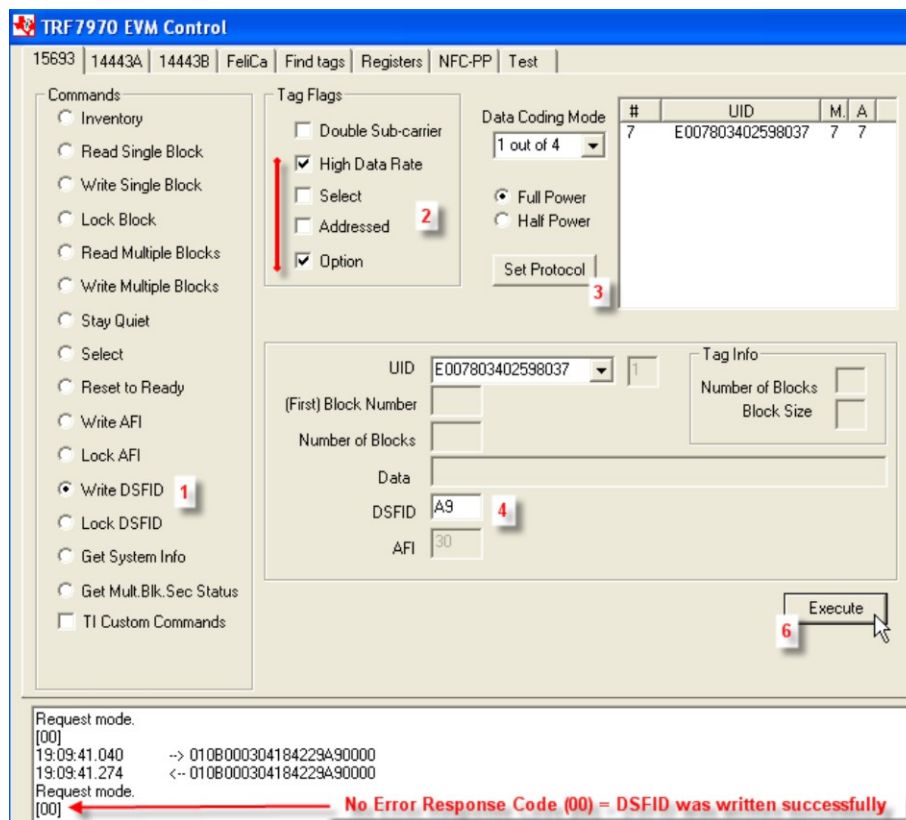 TRF7970 EVM Control
15693 14443A 14443B FeliCa Find tags Registers NFC-PP Test
Commands
Inventory
Read Single Block
Write Single Block
Lock Block
Read Multiple Blocks
Write Multiple Blocks
Stay Quiet
Select
Reset to Ready
Write AFI
Lock AFI
Write DSFID 1
Lock DSFID
Get System Info
Get Mult.Blk.Sec Status
TI Custom Commands
Tag Flags
Double Sub-carrier
High Data Rate
Select
Addressed
Option
2
Data Coding Mode
1 out of 4
Full Power
Half Power
Set Protocol
3
# UID M. A
7 E007803402598037 7 7
UID E007803402598037 1
(First) Block Number
Number of Blocks
Data
DSFID A9 4
AFI 30
Tag Info
Number of Blocks
Block Size
Execute
6
Request mode.
[00]
19:09:41.040 --> 010B000304184229A90000
19:09:41.274 <-- 010B000304184229A90000
Request mode.
[00] No Error Response Code (00) = DSFID was written successfully